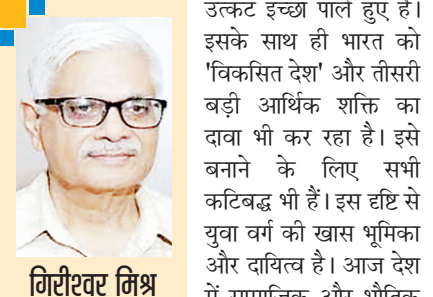 उत्कट इच्छा पाले हुए हैं।
इसके साथ ही भारत को
'विकसित देश' और तीसरी
बड़ी आर्थिक शक्ति का
दावा भी कर रहा है। इसे
बनाने के लिए सभी
कटिबद्ध भी हैं। इस दृष्टि से
युवा वर्ग की खास भूमिका
और दायित्व है। आज देश
में सामाजिक और भौतिक
गिरीश्वर मिश्र